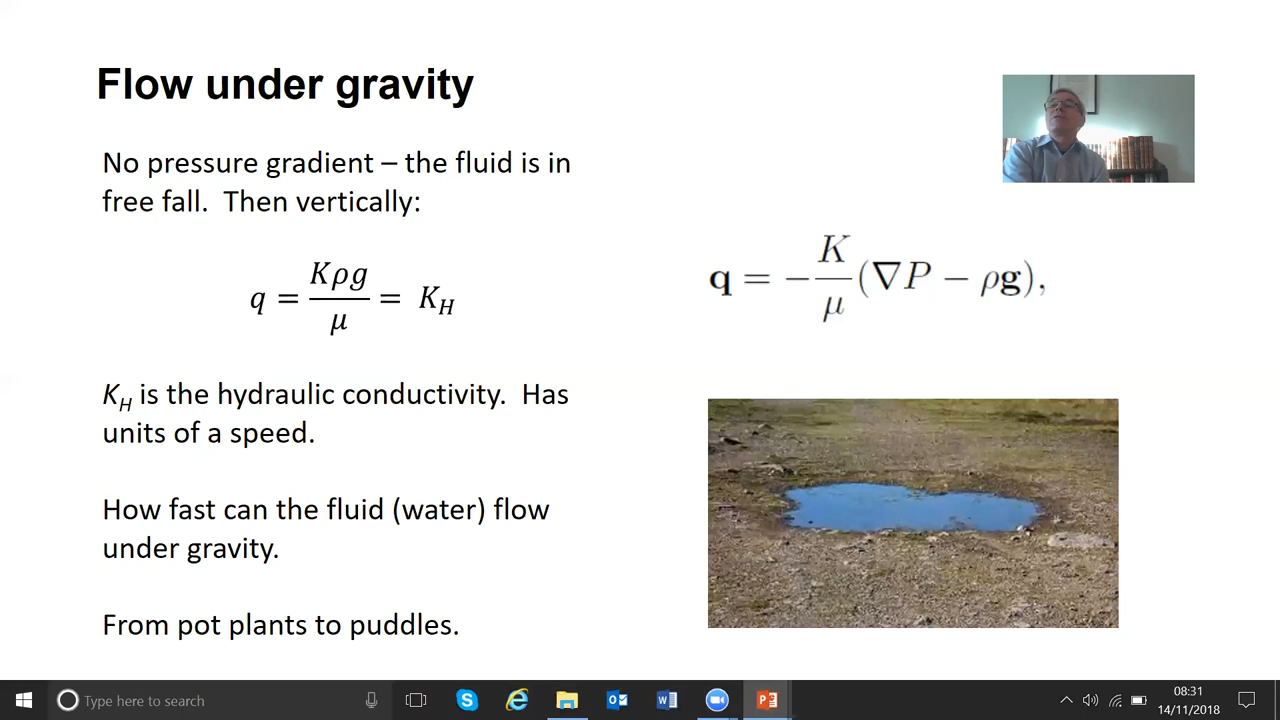 Flow under gravity
No pressure gradient – the fluid is in
free fall. Then vertically:
q = Kρg/μ = K_H
K_H is the hydraulic conductivity. Has
units of a speed.
How fast can the fluid (water) flow
under gravity.
From pot plants to puddles.
𝐪 = −K/μ(∇P − ρ𝐠),
Type here to search
08:31
14/11/2018